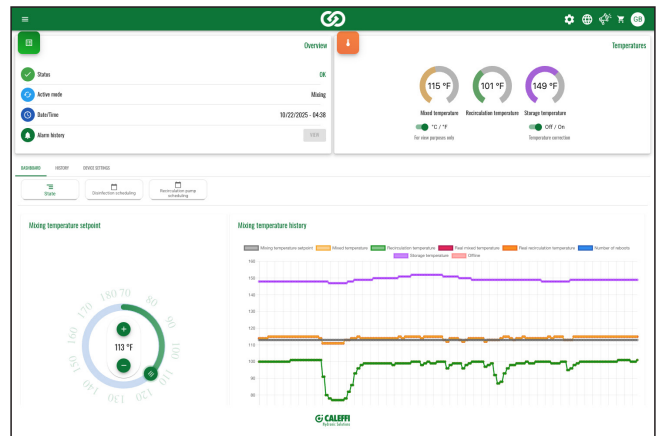 GB
Overview
Status
OK
Active mode
Mixing
Date/Time
10/22/2025 - 04:38
Alarm history
VIEW
Temperatures
115 °F
101 °F
149 °F
Mixed temperature
Recirculation temperature
Storage temperature
°C / °F
Off / On
For view purposes only
Temperature correction
DASHBOARD
HISTORY
DEVICE SETTINGS
State
Disinfection scheduling
Recirculation pump
scheduling
Mixing temperature setpoint
180 70
80
90
100
110
120
130
140
150
160
170
113 °F
Mixing temperature history
Mixing temperature setpoint
Mixed temperature
Recirculation temperature
Real mixed temperature
Real recirculation temperature
Number of reboots
Storage temperature
Offline
160
150
140
130
120
110
100
90
80
CALEFFI
Hydronic Solutions